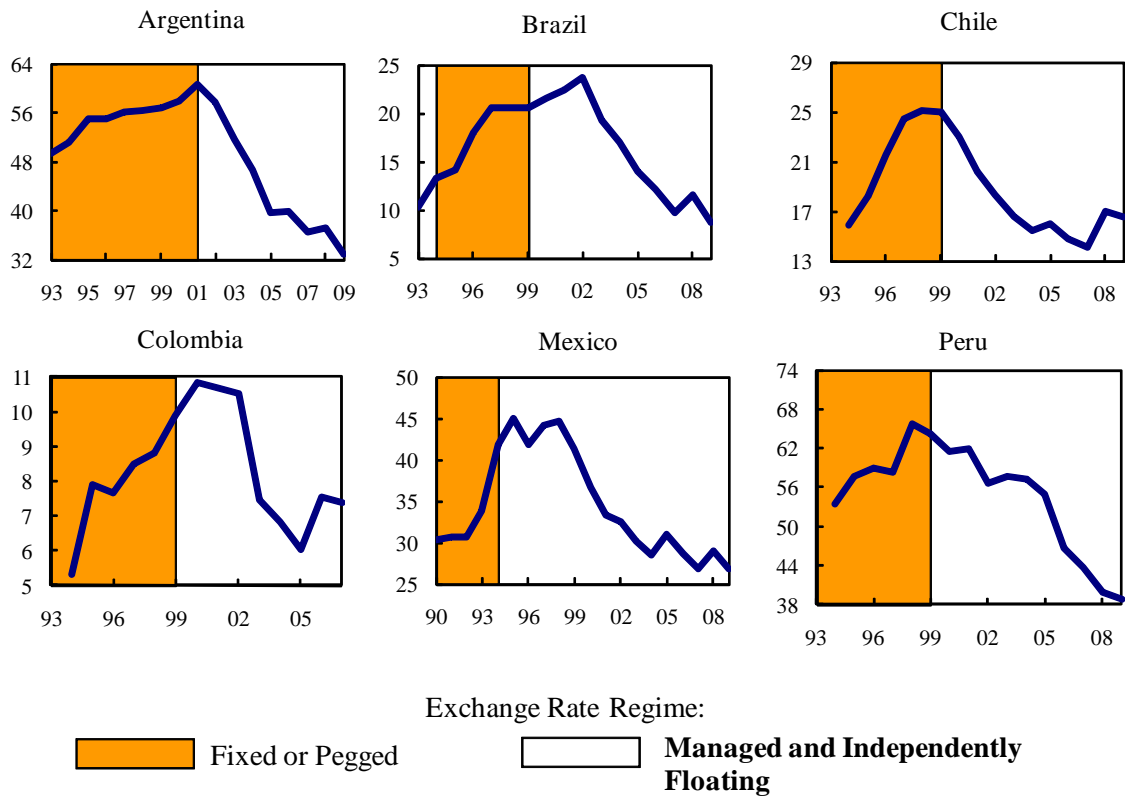 Argentina
64
56
48
40
32
93 95 97 99 01 03 05 07 09
Brazil
25
20
15
10
5
93 96 99 02 05 08
Chile
29
25
21
17
13
93 96 99 02 05 08
Colombia
11
10
9
8
7
6
5
93 96 99 02 05
Mexico
50
45
40
35
30
25
90 93 96 99 02 05 08
Peru
74
68
62
56
50
44
38
93 96 99 02 05 08
Exchange Rate Regime:
Fixed or Pegged
Managed and Independently
Floating